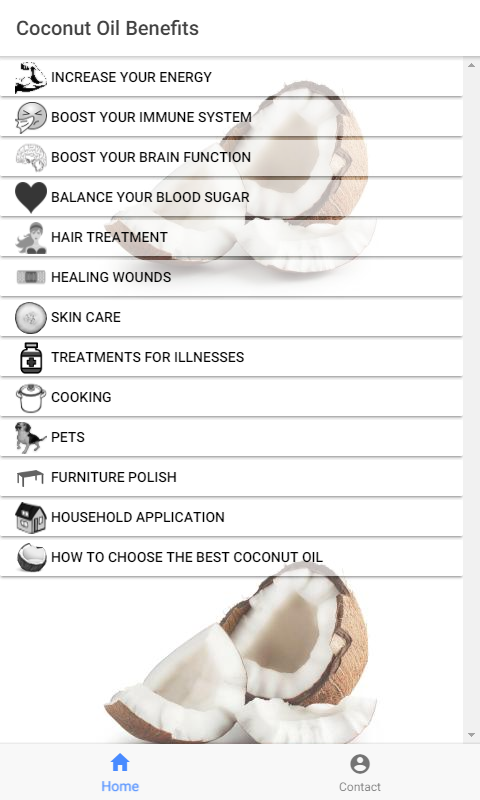 Coconut Oil Benefits
INCREASE YOUR ENERGY
BOOST YOUR IMMUNE SYSTEM
BOOST YOUR BRAIN FUNCTION
BALANCE YOUR BLOOD SUGAR
HAIR TREATMENT
HEALING WOUNDS
SKIN CARE
TREATMENTS FOR ILLNESSES
COOKING
PETS
FURNITURE POLISH
HOUSEHOLD APPLICATION
HOW TO CHOOSE THE BEST COCONUT OIL
Home
Contact